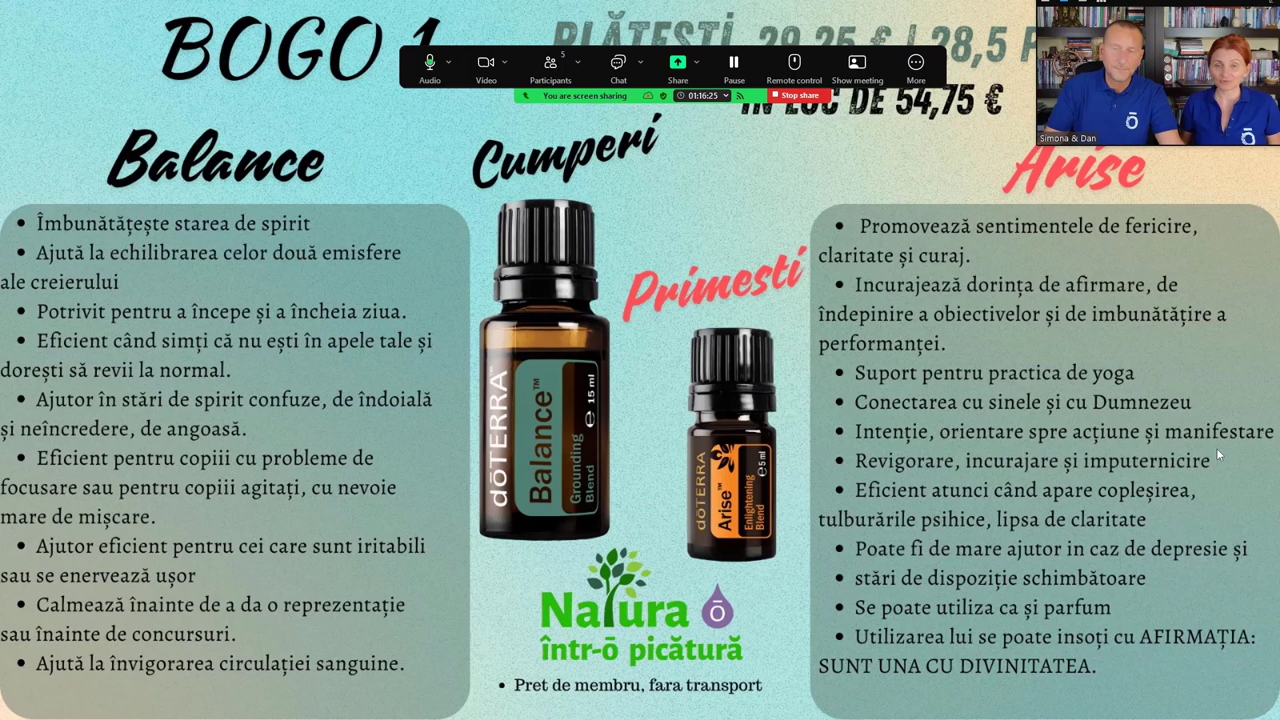 BOGO 1
PLĂTEȘTI 29,25 € | 28,5 P
ÎN LOC DE 54,75 €
Audio
Video
5
Participants
Chat
Share
Pause
Remote control
Show meeting
More
You are screen sharing
01:16:25
Stop share
Simona & Dan
Balance
Cumperi
Arise
Primesti
• Îmbunătățește starea de spirit
• Ajută la echilibrarea celor două emisfere
ale creierului
• Potrivit pentru a începe și a încheia ziua.
• Eficient când simți că nu ești în apele tale și
dorești să revii la normal.
• Ajutor în stări de spirit confuze, de îndoială
și neîncredere, de angoasă.
• Eficient penru copiii cu probleme de
focusare sau pentru copiii agitați, cu nevoie
mare de mișcare.
• Ajutor eficient pentru cei care sunt iritabili
sau se enervează ușor
• Calmează înainte de a da o reprezentație
sau înainte de concursuri.
• Ajută la învigorarea circulației sanguine.
dōTERRA
Balance™
Grounding
Blend
℮ 15 ml
dōTERRA
Arise™
Enlightening
Blend
℮ 5 ml
Natura ō
într-ō picătură
• Pret de membru, fara transport
• Promovează sentimentele de fericire,
claritate și curaj.
• Incurajează dorința de afirmare, de
îndepinire a obiectivelor și de imbunătățire a
performanței.
• Suport pentru practica de yoga
• Conectarea cu sinele și cu Dumnezeu
• Intenție, orientare spre acțiune și manifestare
• Revigorare, incurajare și imputernicire
• Eficient atunci când apare copleșirea,
tulburările psihice, lipsa de claritate
• Poate fi de mare ajutor in caz de depresie și
• stări de dispoziție schimbătoare
• Se poate utiliza ca și parfum
• Utilizarea lui se poate insoți cu AFIRMAȚIA:
SUNT UNA CU DIVINITATEA.